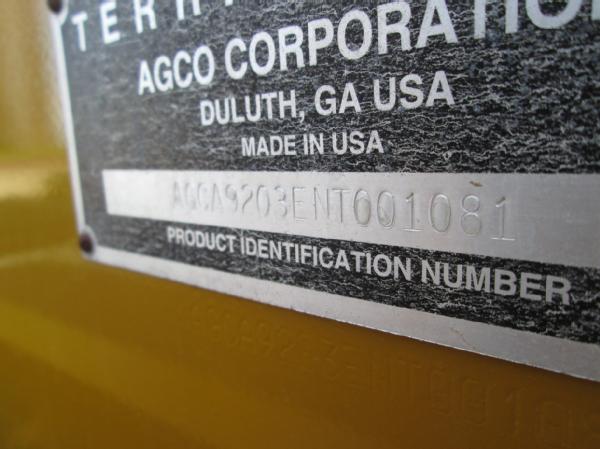 AGCO CORPORATION
DULUTH, GA USA
MADE IN USA
AGCA9203ENT001081
PRODUCT IDENTIFICATION NUMBER